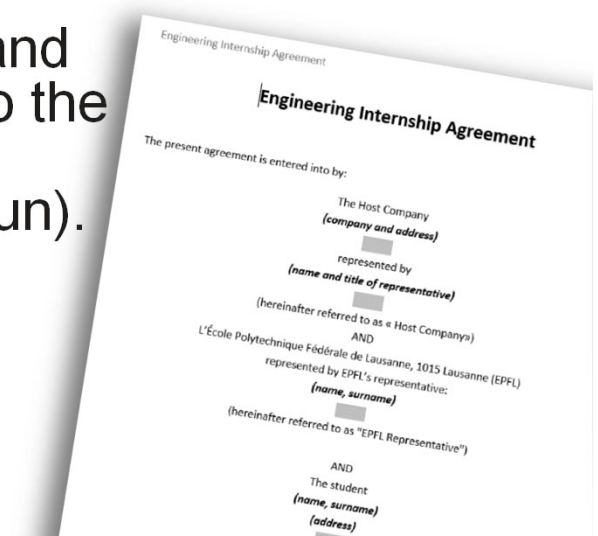 and
the
un).
Engineering Internship Agreement
Engineering Internship Agreement
The present agreement is entered into by:
The Host Company
(company and address)
represented by
(name and title of representative)
(hereinafter referred to as « Host Company»)
AND
L'École Polytechnique Fédérale de Lausanne, 1015 Lausanne (EPFL)
represented by EPFL's representative:
(name, surname)
(hereinafter referred to as "EPFL Representative")
AND
The student
(name, surname)
(address)